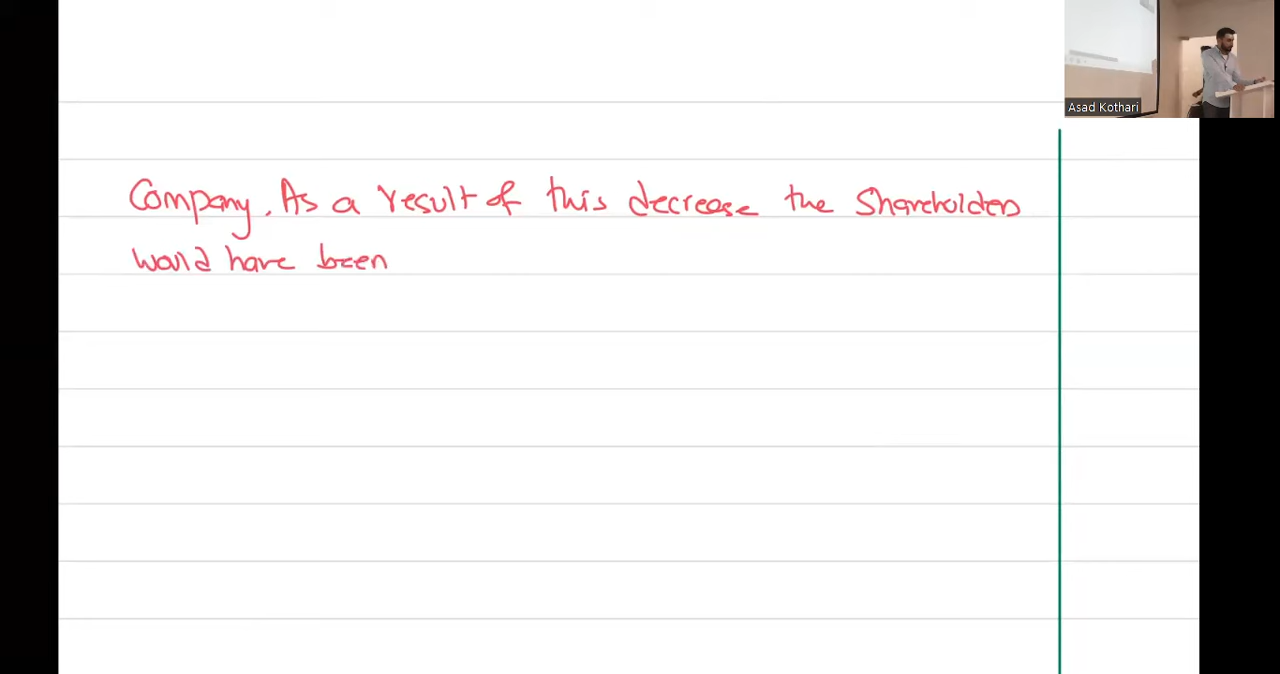 Asad Kothari
Company. As a result of this decrease the Shareholders
would have been